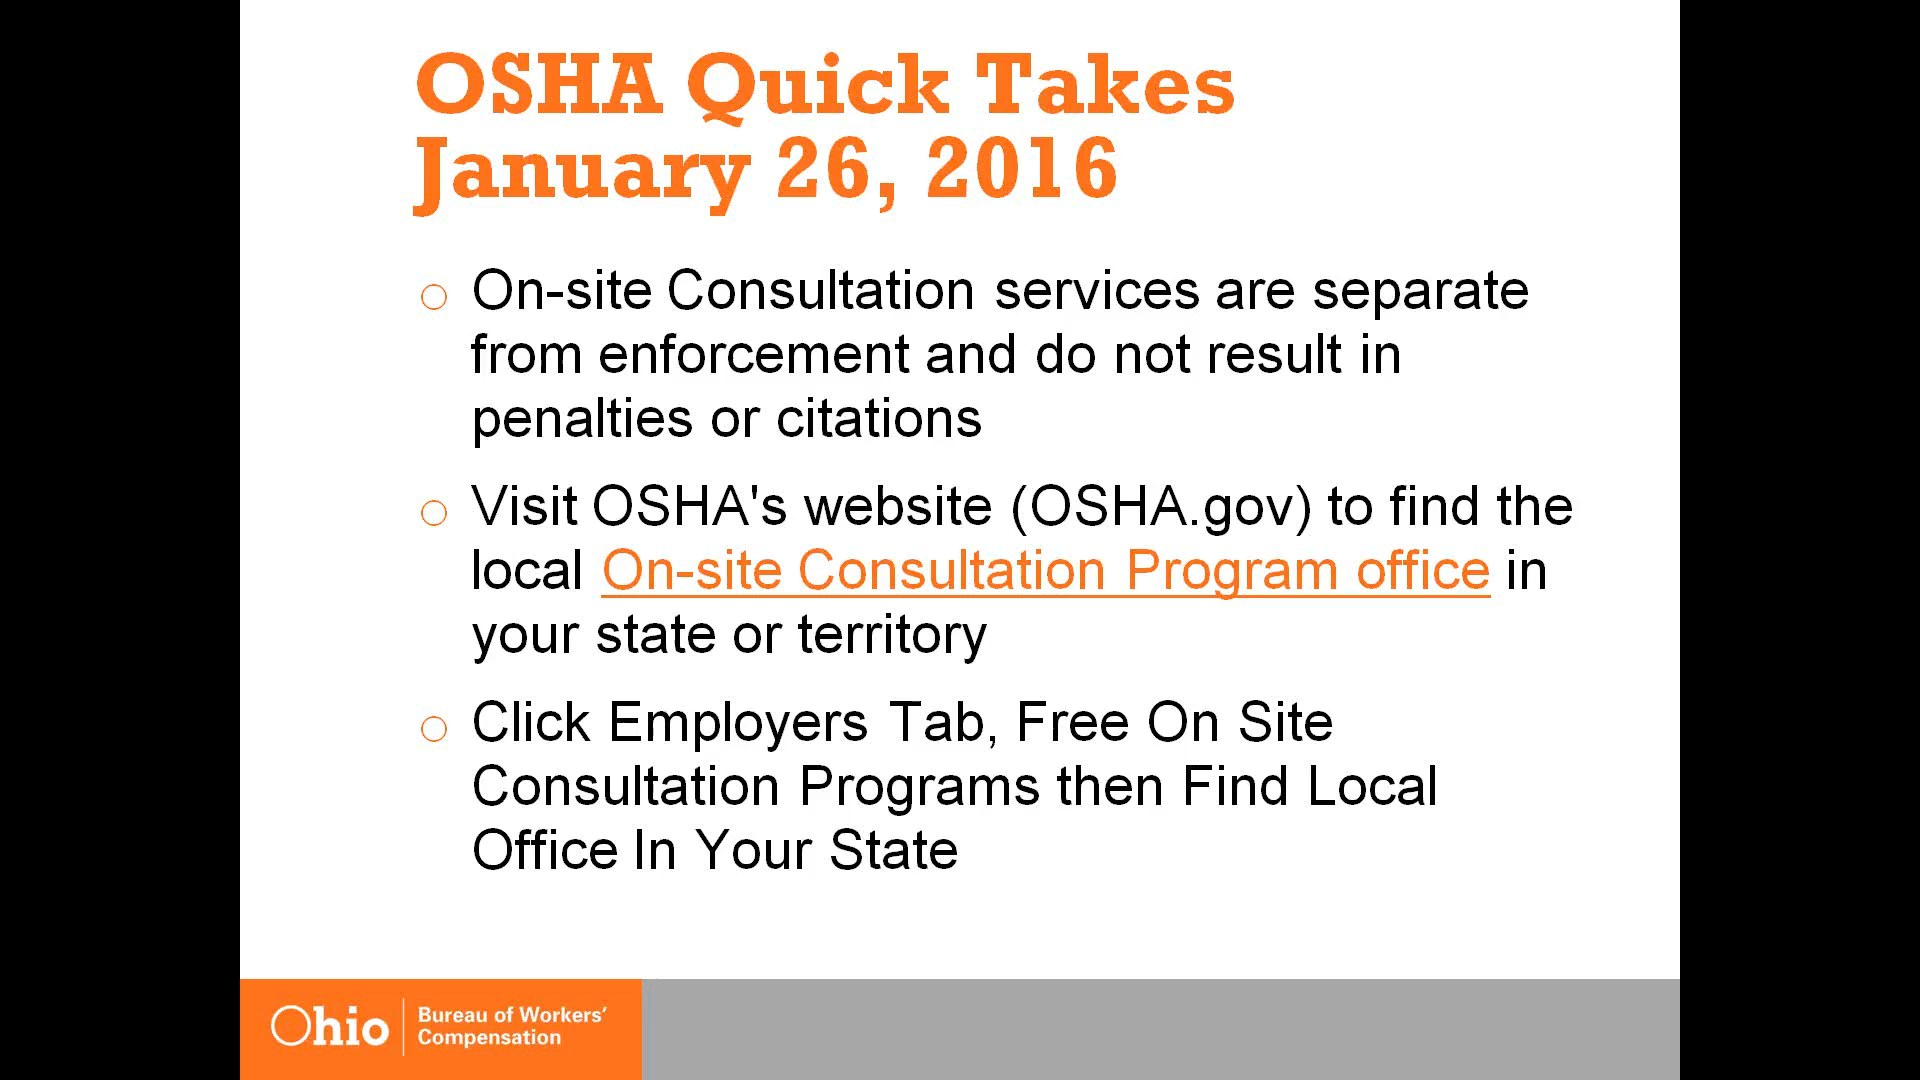 OSHA Quick Takes
January 26, 2016
On-site Consultation services are separate
from enforcement and do not result in
penalties or citations
Visit OSHA's website (OSHA.gov) to find the
local On-site Consultation Program office in
your state or territory
Click Employers Tab, Free On Site
Consultation Programs then Find Local
Office In Your State
Ohio
Bureau of Workers’
Compensation